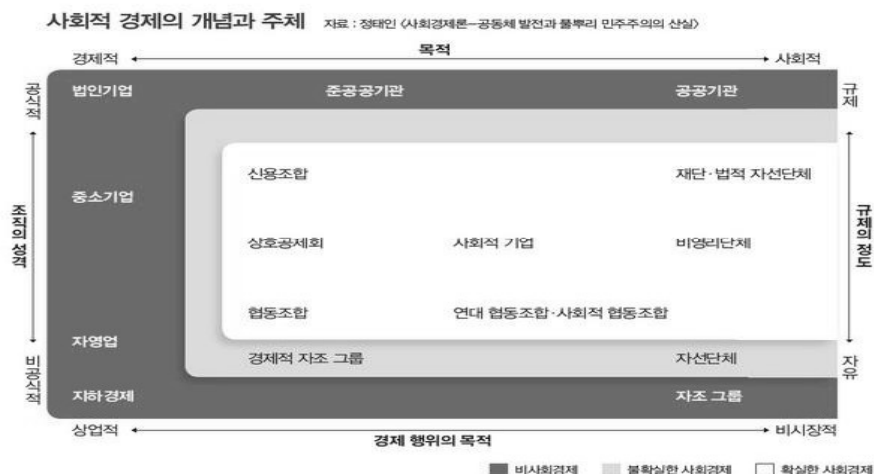 사회적 경제의 개념과 주체 자료 : 정태인 〈사회경제론-공동체 발전과 풀뿌리 민주주의의 산실〉
목적
경제적
사회적
공식적
법인기업
준공공기관
공공기관
규제
신용조합
재단·법적 자선단체
중소기업
조직의 성격
상호공제회
사회적 기업
비영리단체
규제의 정도
협동조합
연대 협동조합·사회적 협동조합
자영업
경제적 자조 그룹
자선단체
비공식적
자유
지하경제
자조 그룹
상업적
경제 행위의 목적
비시장적
비사회경제
불확실한 사회경제
확실한 사회경제